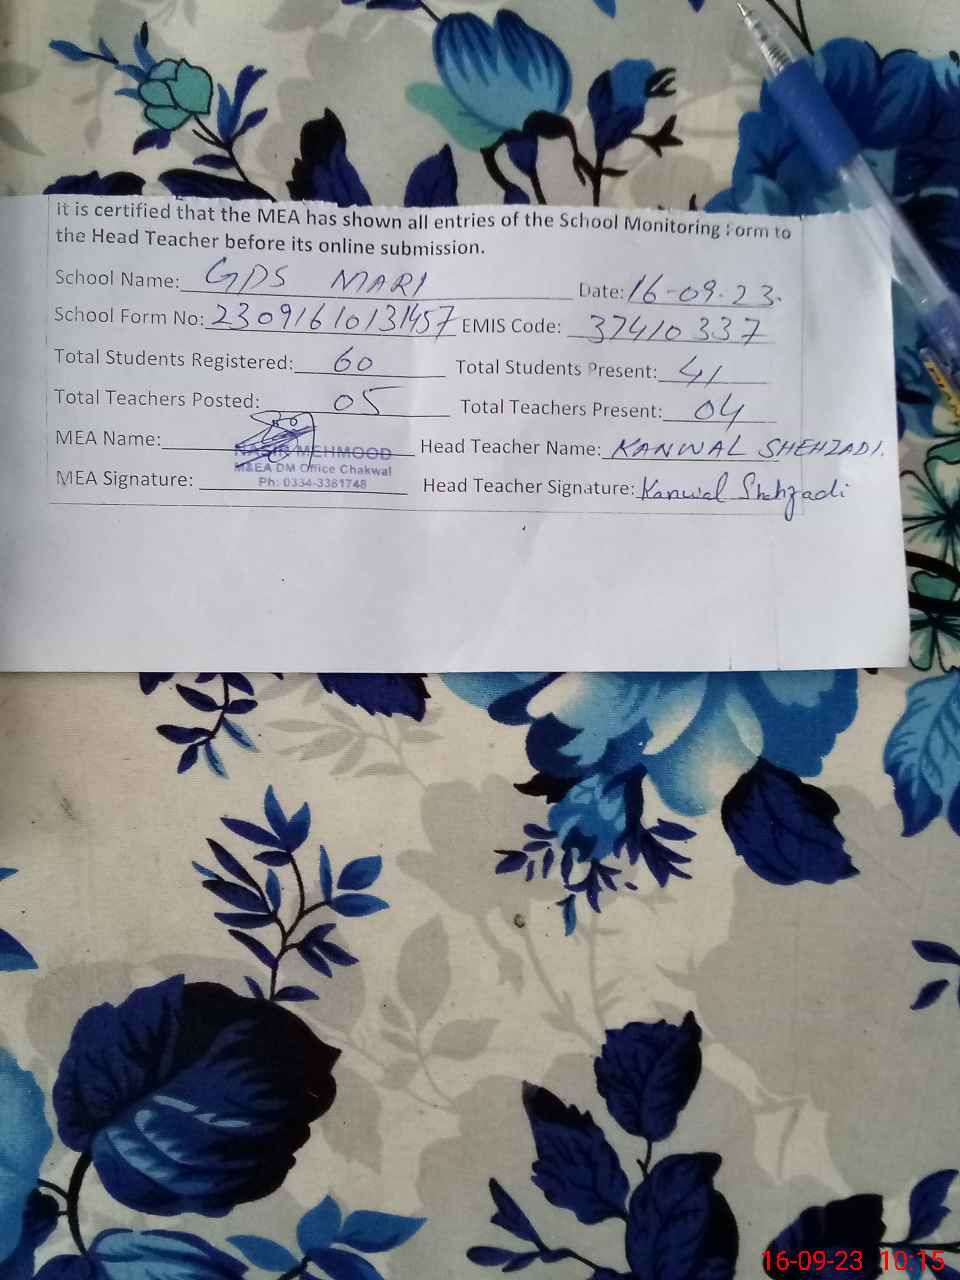 It is certified that the MEA has shown all entries of the School Monitoring Form to
the Head Teacher before its online submission.
School Name: GPS MARI Date: 16-09-23.
School Form No: 23091610131457 EMIS Code: 37410337
Total Students Registered: 60 Total Students Present: 41
Total Teachers Posted: 05 Total Teachers Present: 04
MEA Name: NASIR MEHMOOD Head Teacher Name: KANWAL SHEHZADI.
M&EA DM Office Chakwal
MEA Signature: Ph: 0334-3381748 Head Teacher Signature: Kanwal Shehzadi
16-09-23 10:15